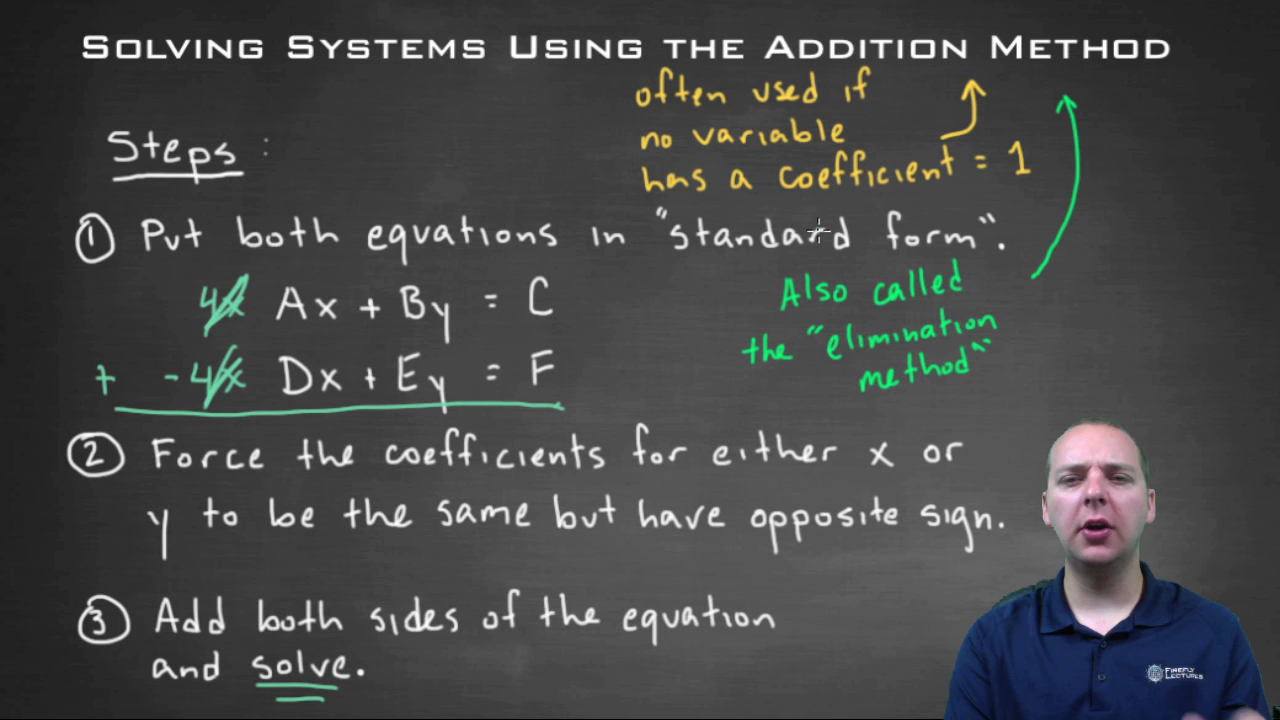 SOLVING SYSTEMS USING THE ADDITION METHOD
often used if
no variable
has a coefficient = 1
Steps:
① Put both equations in "standard form".
4x Ax + By = C
+ -4x Dx + Ey = F
Also called
the "elimination
method"
② Force the coefficients for either x or
y to be the same but have opposite sign.
③ Add both sides of the equation
and solve.
FIREFLY
LECTURES